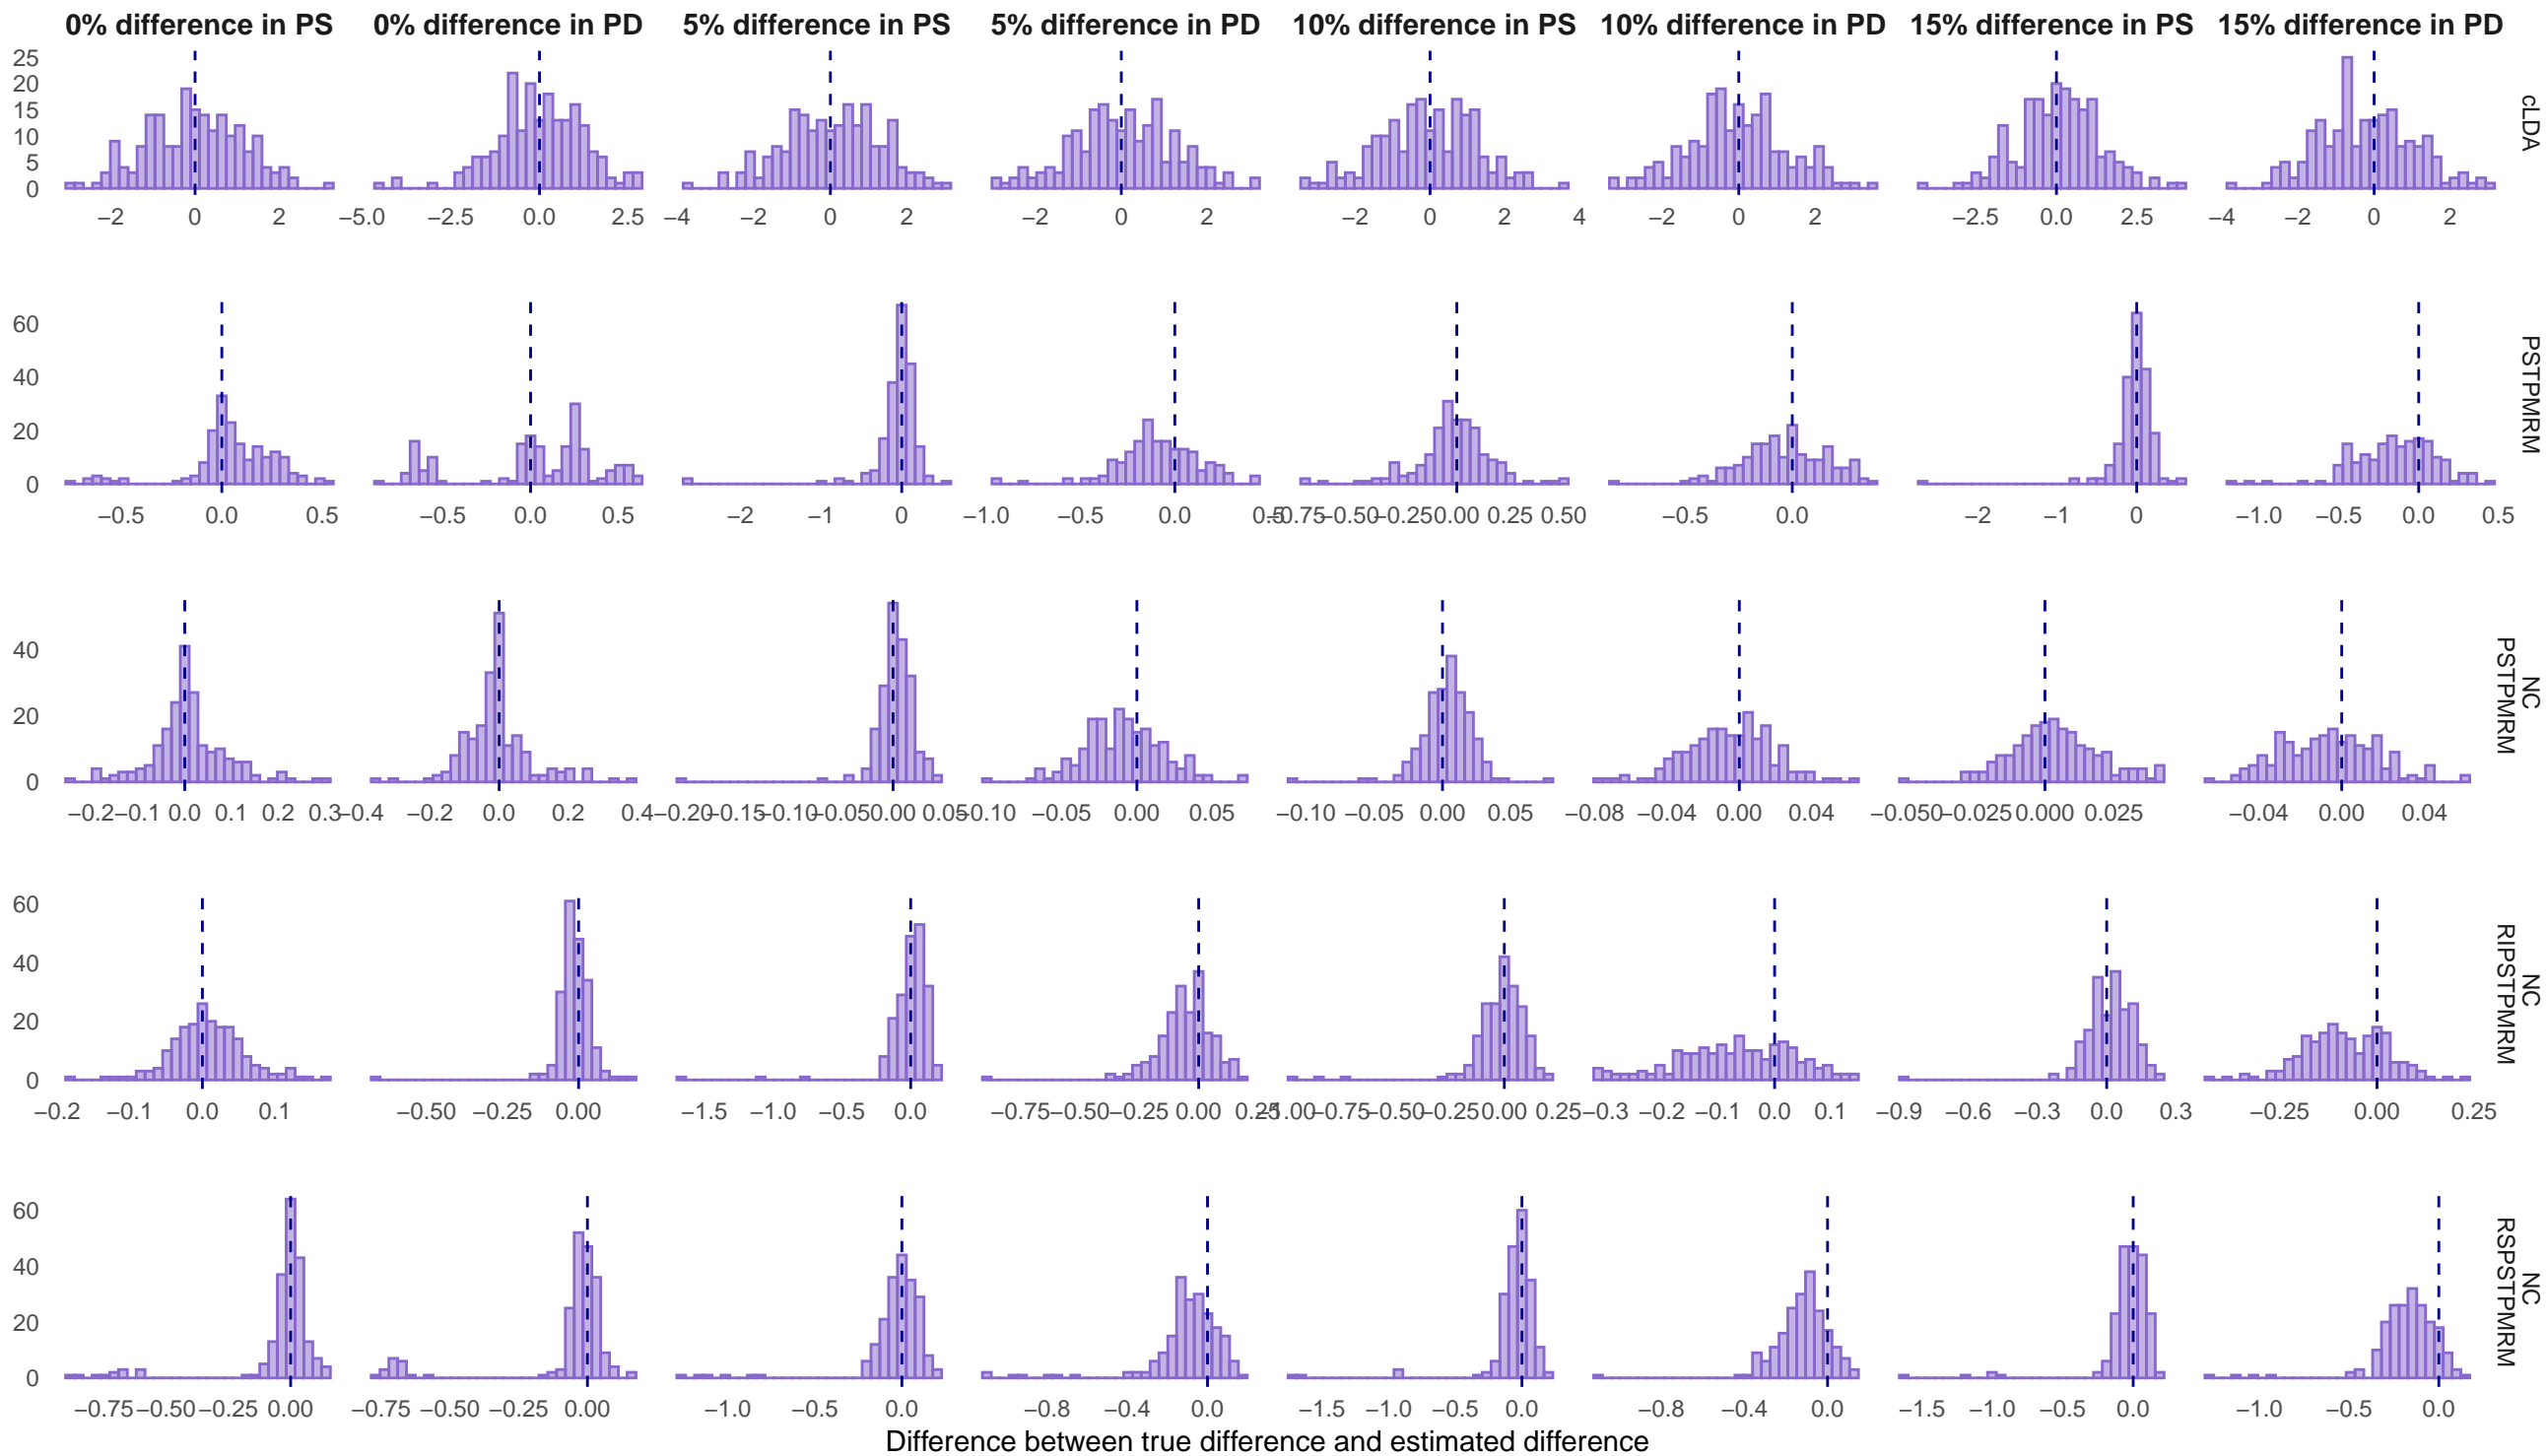 0% difference in PS 0% difference in PD 5% difference in PS 5% difference in PD 10% difference in PS 10% difference in PD 15% difference in PS 15% difference in PD
25
20
15
10
5
0
cLDA
−2 0 2 −5.0 −2.5 0.0 2.5 −4 −2 0 2 −2 0 2 −2 0 2 4 −2 0 2 −2.5 0.0 2.5 −4 −2 0 2
60
40
20
0
PSTPMRM
−0.5 0.0 0.5 −0.5 0.0 0.5 −2 −1 0 −1.0 −0.5 0.0 0.5 −0.75 −0.50 −0.25 0.00 0.25 0.50 −0.5 0.0 −2 −1 0 −1.0 −0.5 0.0 0.5
40
20
0
NC
PSTPMRM
−0.2 −0.1 0.0 0.1 0.2 0.3 −0.4 −0.2 0.0 0.2 0.4 −0.20 −0.15 −0.10 −0.05 0.00 0.05 −0.10 −0.05 0.00 0.05 −0.10 −0.05 0.00 0.05 −0.08 −0.04 0.00 0.04 −0.050 −0.025 0.000 0.025 −0.04 0.00 0.04
60
40
20
0
NC
RIPSTPMRM
−0.2 −0.1 0.0 0.1 −0.50 −0.25 0.00 −1.5 −1.0 −0.5 0.0 −0.75 −0.50 −0.25 0.00 0.25 −1.00 −0.75 −0.50 −0.25 0.00 0.25 −0.3 −0.2 −0.1 0.0 0.1 −0.9 −0.6 −0.3 0.0 0.3 −0.25 0.00 0.25
60
40
20
0
NC
RSPSTPMRM
−0.75 −0.50 −0.25 0.00 −0.75 −0.50 −0.25 0.00 −1.0 −0.5 0.0 −0.8 −0.4 0.0 −1.5 −1.0 −0.5 0.0 −0.8 −0.4 0.0 −1.5 −1.0 −0.5 0.0 −1.0 −0.5 0.0
Difference between true difference and estimated difference